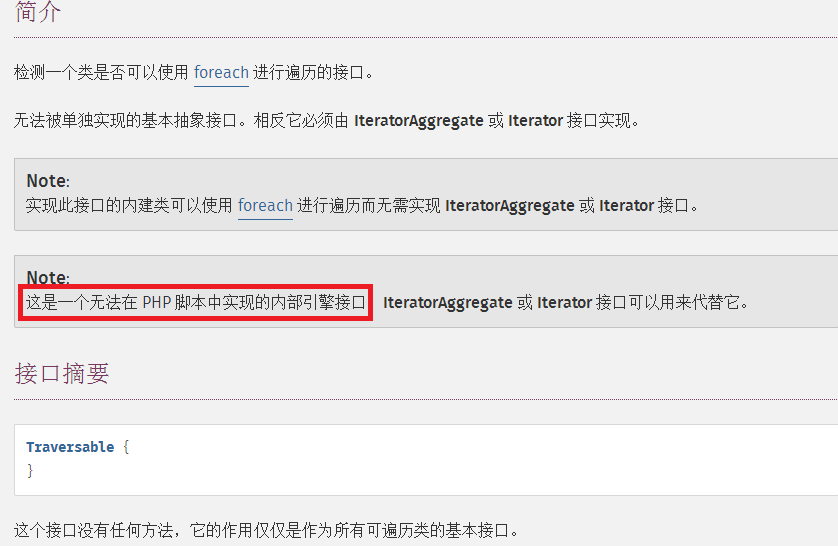 简介
检测一个类是否可以使用 foreach 进行遍历的接口。
无法被单独实现的基本抽象接口。相反它必须由 IteratorAggregate 或 Iterator 接口实现。
Note:
实现此接口的内建类可以使用 foreach 进行遍历而无需实现 IteratorAggregate 或 Iterator 接口。
Note:
这是一个无法在 PHP 脚本中实现的内部引擎接口 IteratorAggregate 或 Iterator 接口可以用来代替它。
接口摘要
Traversable {
}
这个接口没有任何方法，它的作用仅仅是作为所有可遍历类的基本接口。